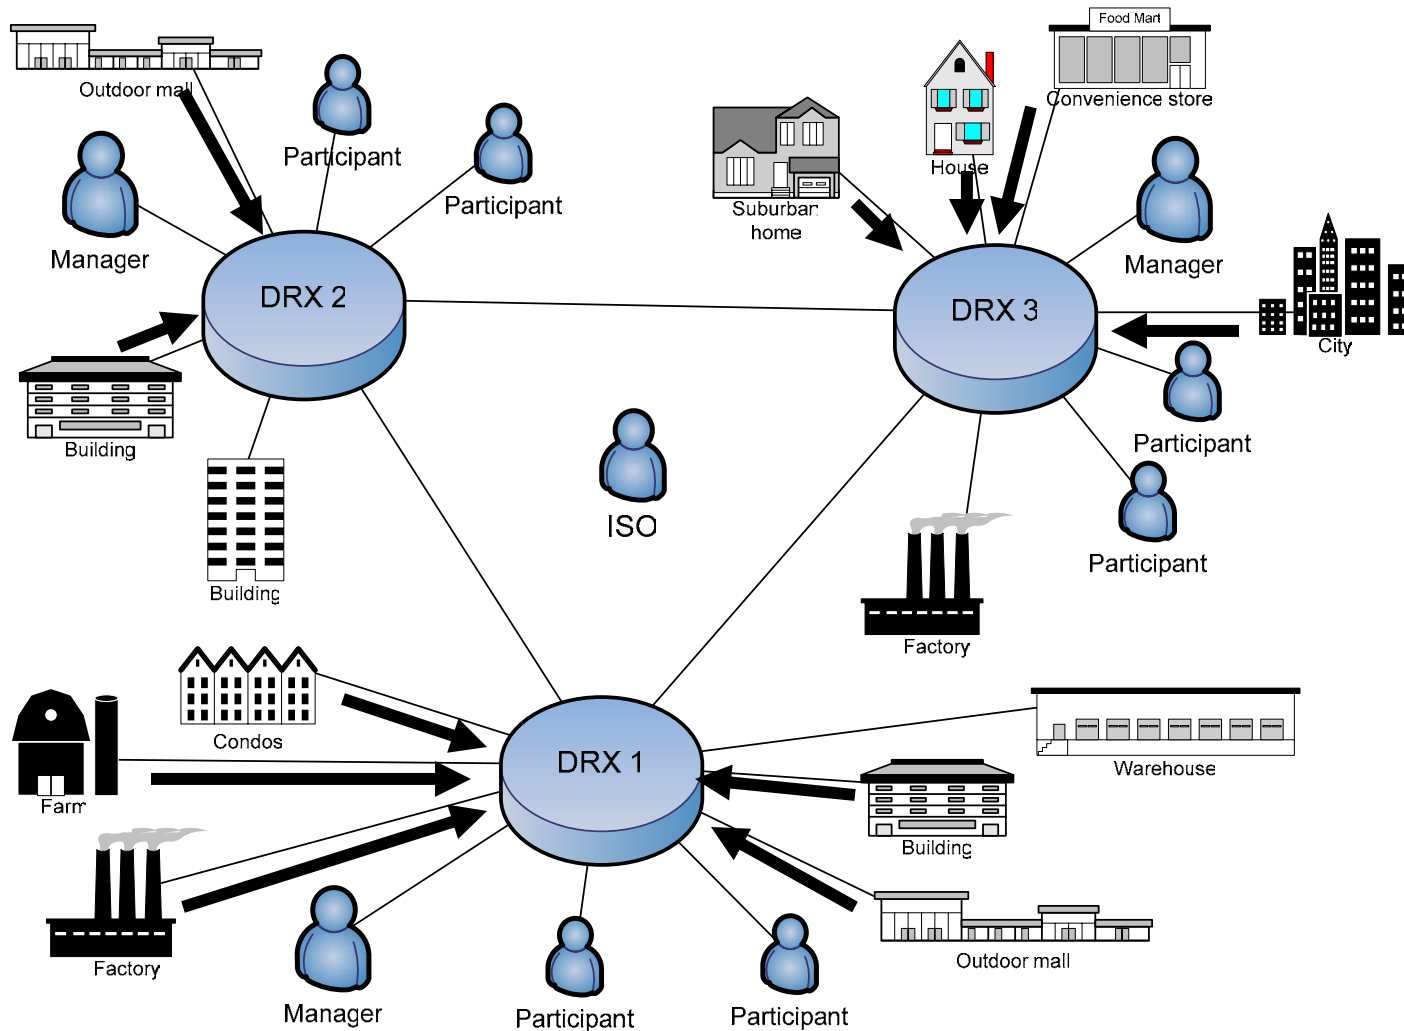 Food Mart
Outdoor mall
Convenience store
Participant
House
Participant
Suburban
home
Manager
Manager
DRX 2
DRX 3
City
Building
Participant
ISO
Participant
Building
Factory
Condos
DRX 1
Warehouse
Farm
Building
Factory
Outdoor mall
Manager
Participant
Participant